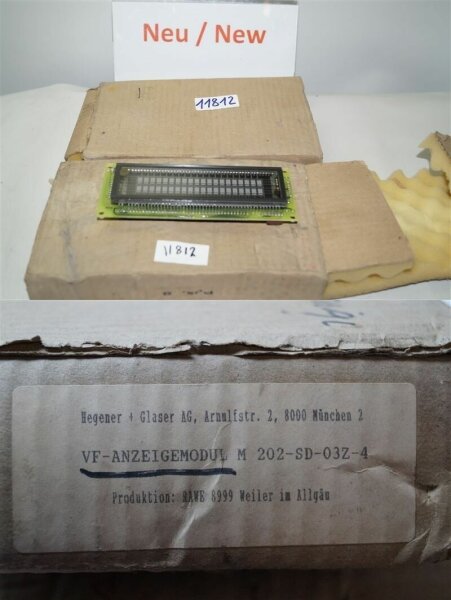 Neu / New
11812
11812
Hegener + Glaser AG, Arnulfstr. 2, 8000 München 2
VF-ANZEIGEMODUL M 202-SD-03Z-4
Produktion: RAWE 8999 Weiler im Allgäu